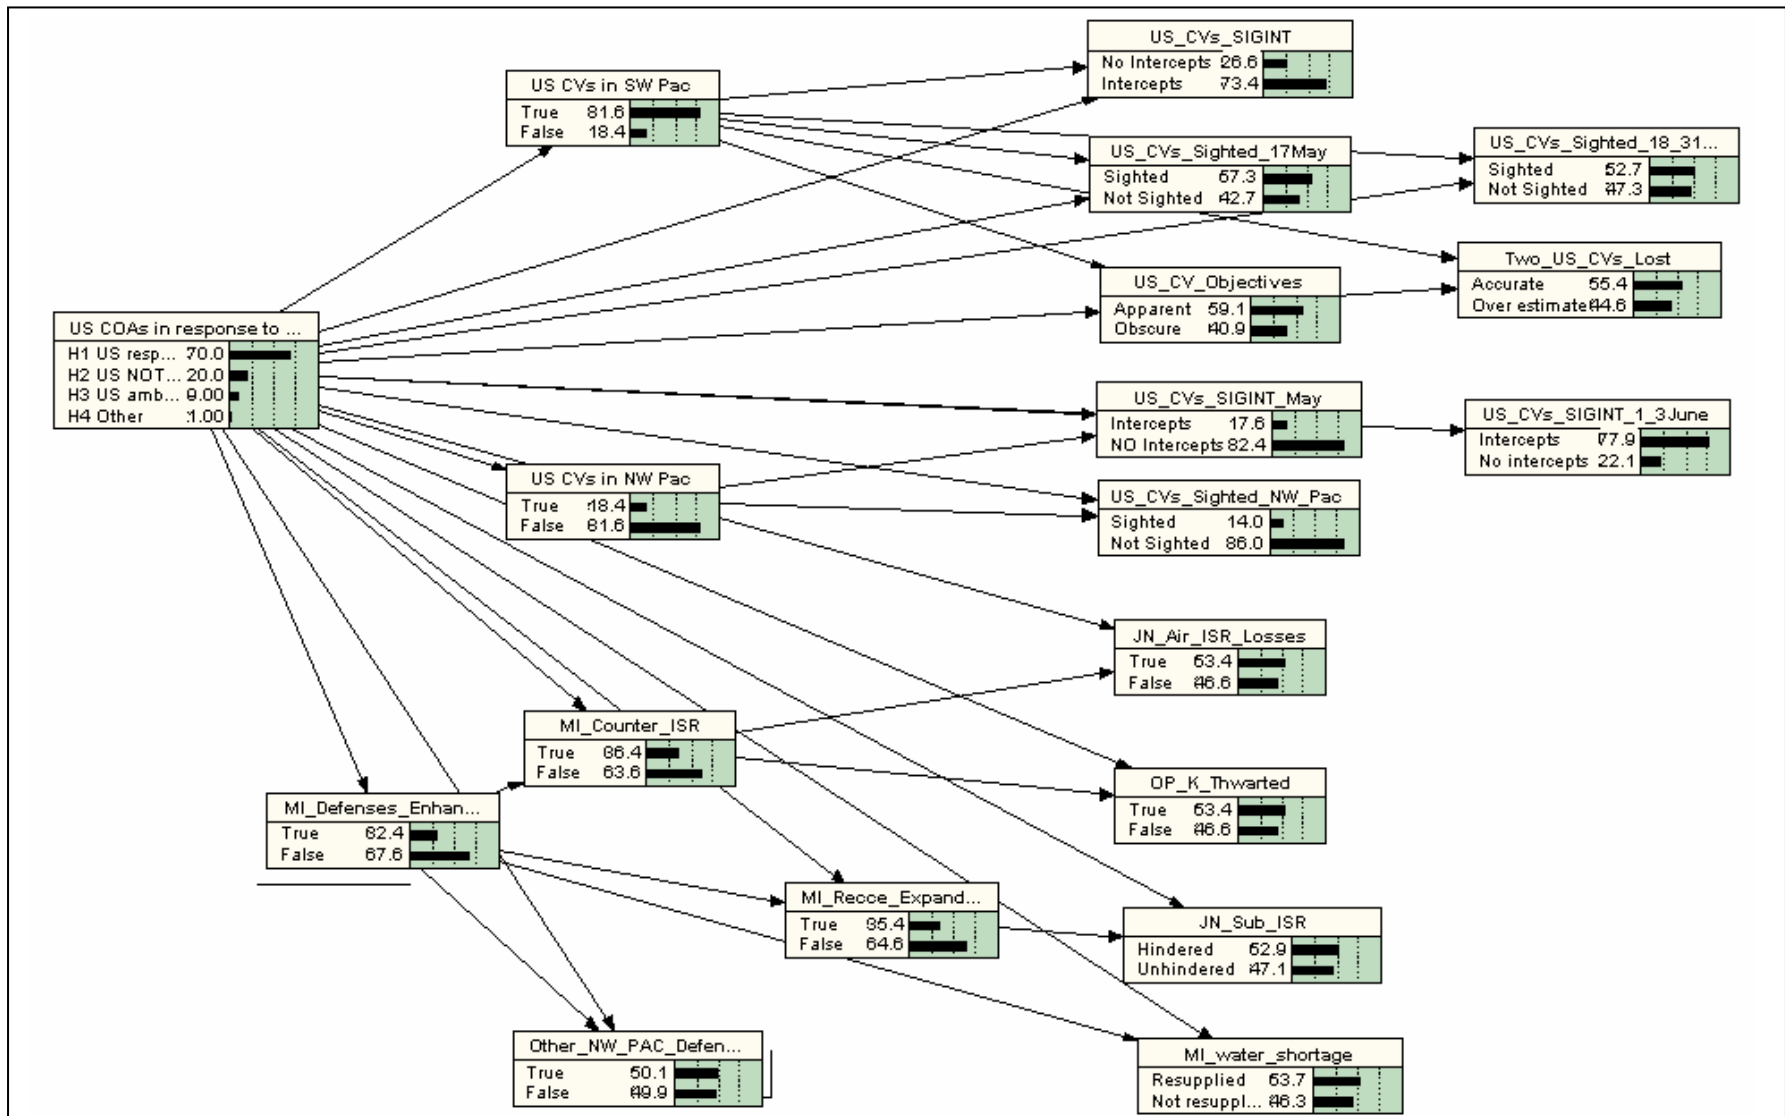 US_CVs_SIGINT
No Intercepts 26.6
Intercepts 73.4
US CVs in SW Pac
True 81.6
False 18.4
US_CVs_Sighted_17May
Sighted 57.3
Not Sighted 42.7
US_CVs_Sighted_18_31...
Sighted 52.7
Not Sighted 47.3
Two_US_CVs_Lost
Accurate 55.4
Over estimate 44.6
US_CV_Objectives
Apparent 59.1
Obscure 40.9
US COAs in response to ...
H1 US resp... 70.0
H2 US NOT... 20.0
H3 US amb... 9.00
H4 Other 1.00
US_CVs_SIGINT_May
Intercepts 17.6
NO Intercepts 82.4
US_CVs_SIGINT_1_3June
Intercepts 77.9
No intercepts 22.1
US CVs in NW Pac
True 18.4
False 81.6
US_CVs_Sighted_NW_Pac
Sighted 14.0
Not Sighted 86.0
JN_Air_ISR_Losses
True 53.4
False 46.6
MI_Counter_ISR
True 36.4
False 63.6
OP_K_Thwarted
True 53.4
False 46.6
MI_Defenses_Enhan...
True 32.4
False 67.6
MI_Recce_Expand...
True 35.4
False 64.6
JN_Sub_ISR
Hindered 52.9
Unhindered 47.1
Other_NW_PAC_Defen...
True 50.1
False 49.9
MI_water_shortage
Resupplied 53.7
Not resuppl... 46.3